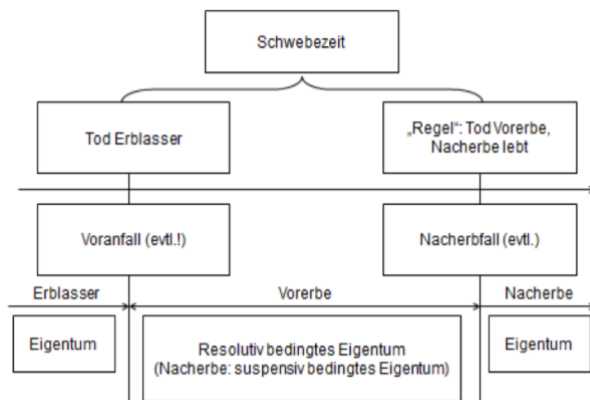 Schwebezeit
Tod Erblasser
„Regel“: Tod Vorerbe,
Nacherbe lebt
Voranfall (evtl.!)
Nacherbfall (evtl.)
Erblasser
Vorerbe
Nacherbe
Eigentum
Resolutiv bedingtes Eigentum
(Nacherbe: suspensiv bedingtes Eigentum)
Eigentum